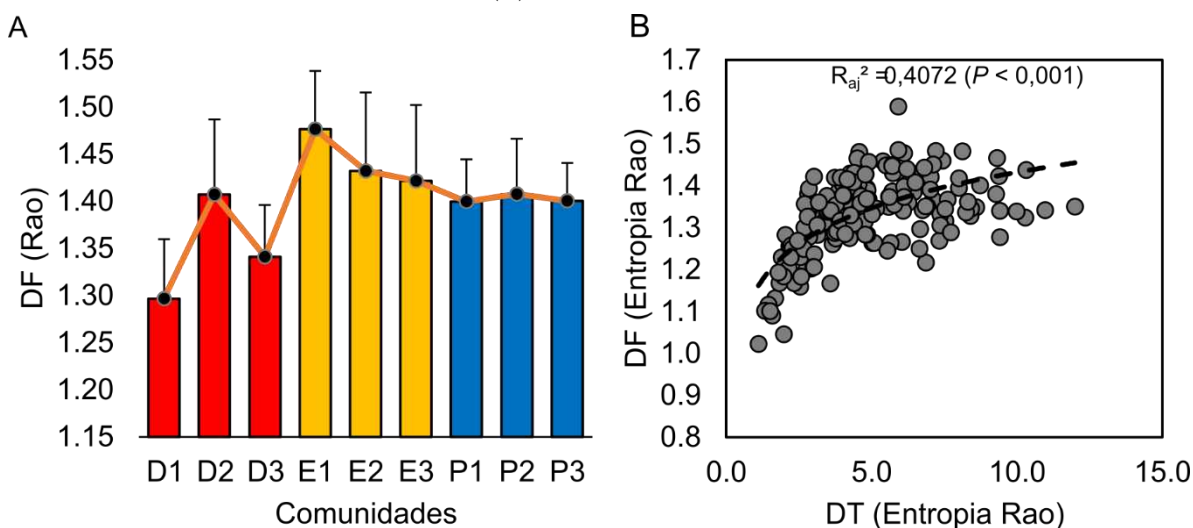 A
1.55
1.50
1.45
1.40
1.35
1.30
1.25
1.20
1.15
DF (Rao)
D1 D2 D3 E1 E2 E3 P1 P2 P3
Comunidades
B
1.7
1.6
1.5
1.4
1.3
1.2
1.1
1.0
0.9
0.8
DF (Entropia Rao)
Raj² =0,4072 (P < 0,001)
0.0 5.0 10.0 15.0
DT (Entropia Rao)